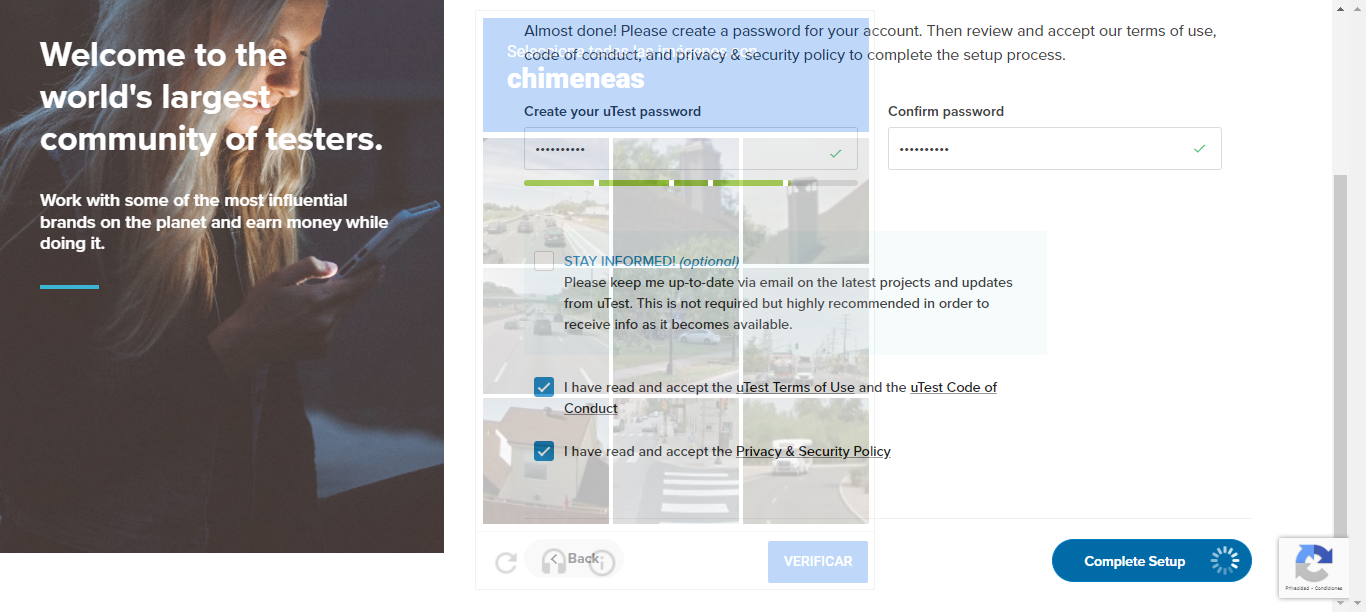 Welcome to the
world's largest
community of testers.
Work with some of the most influential
brands on the planet and earn money while
doing it.
Almost done! Please create a password for your account. Then review and accept our terms of use,
code of conduct, and privacy & security policy to complete the setup process.
Selecciona todas las imágenes con
chimeneas
Create your uTest password
Confirm password
STAY INFORMED! (optional)
Please keep me up-to-date via email on the latest projects and updates
from uTest. This is not required but highly recommended in order to
receive info as it becomes available.
I have read and accept the uTest Terms of Use and the uTest Code of
Conduct
I have read and accept the Privacy & Security Policy
Back
VERIFICAR
Complete Setup
Privacidad - Condiciones